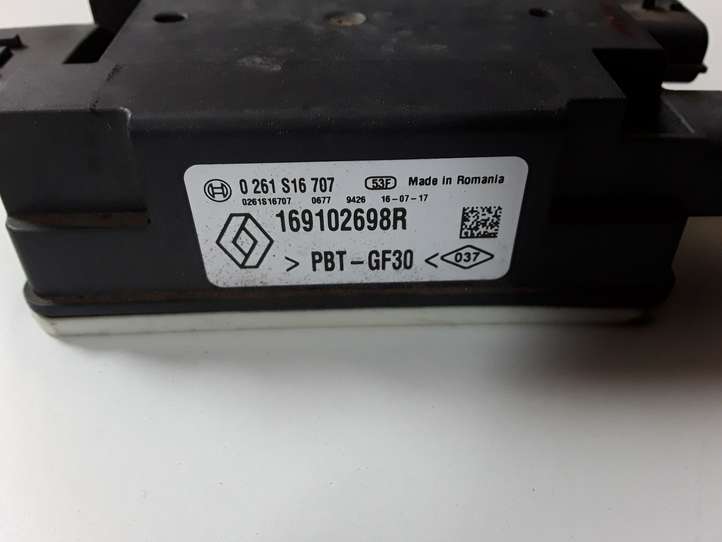 0 261 S16 707 53F Made in Romania
0261S16707 0677 9426 16-07-17
169102698R
> PBT-GF30 < 037